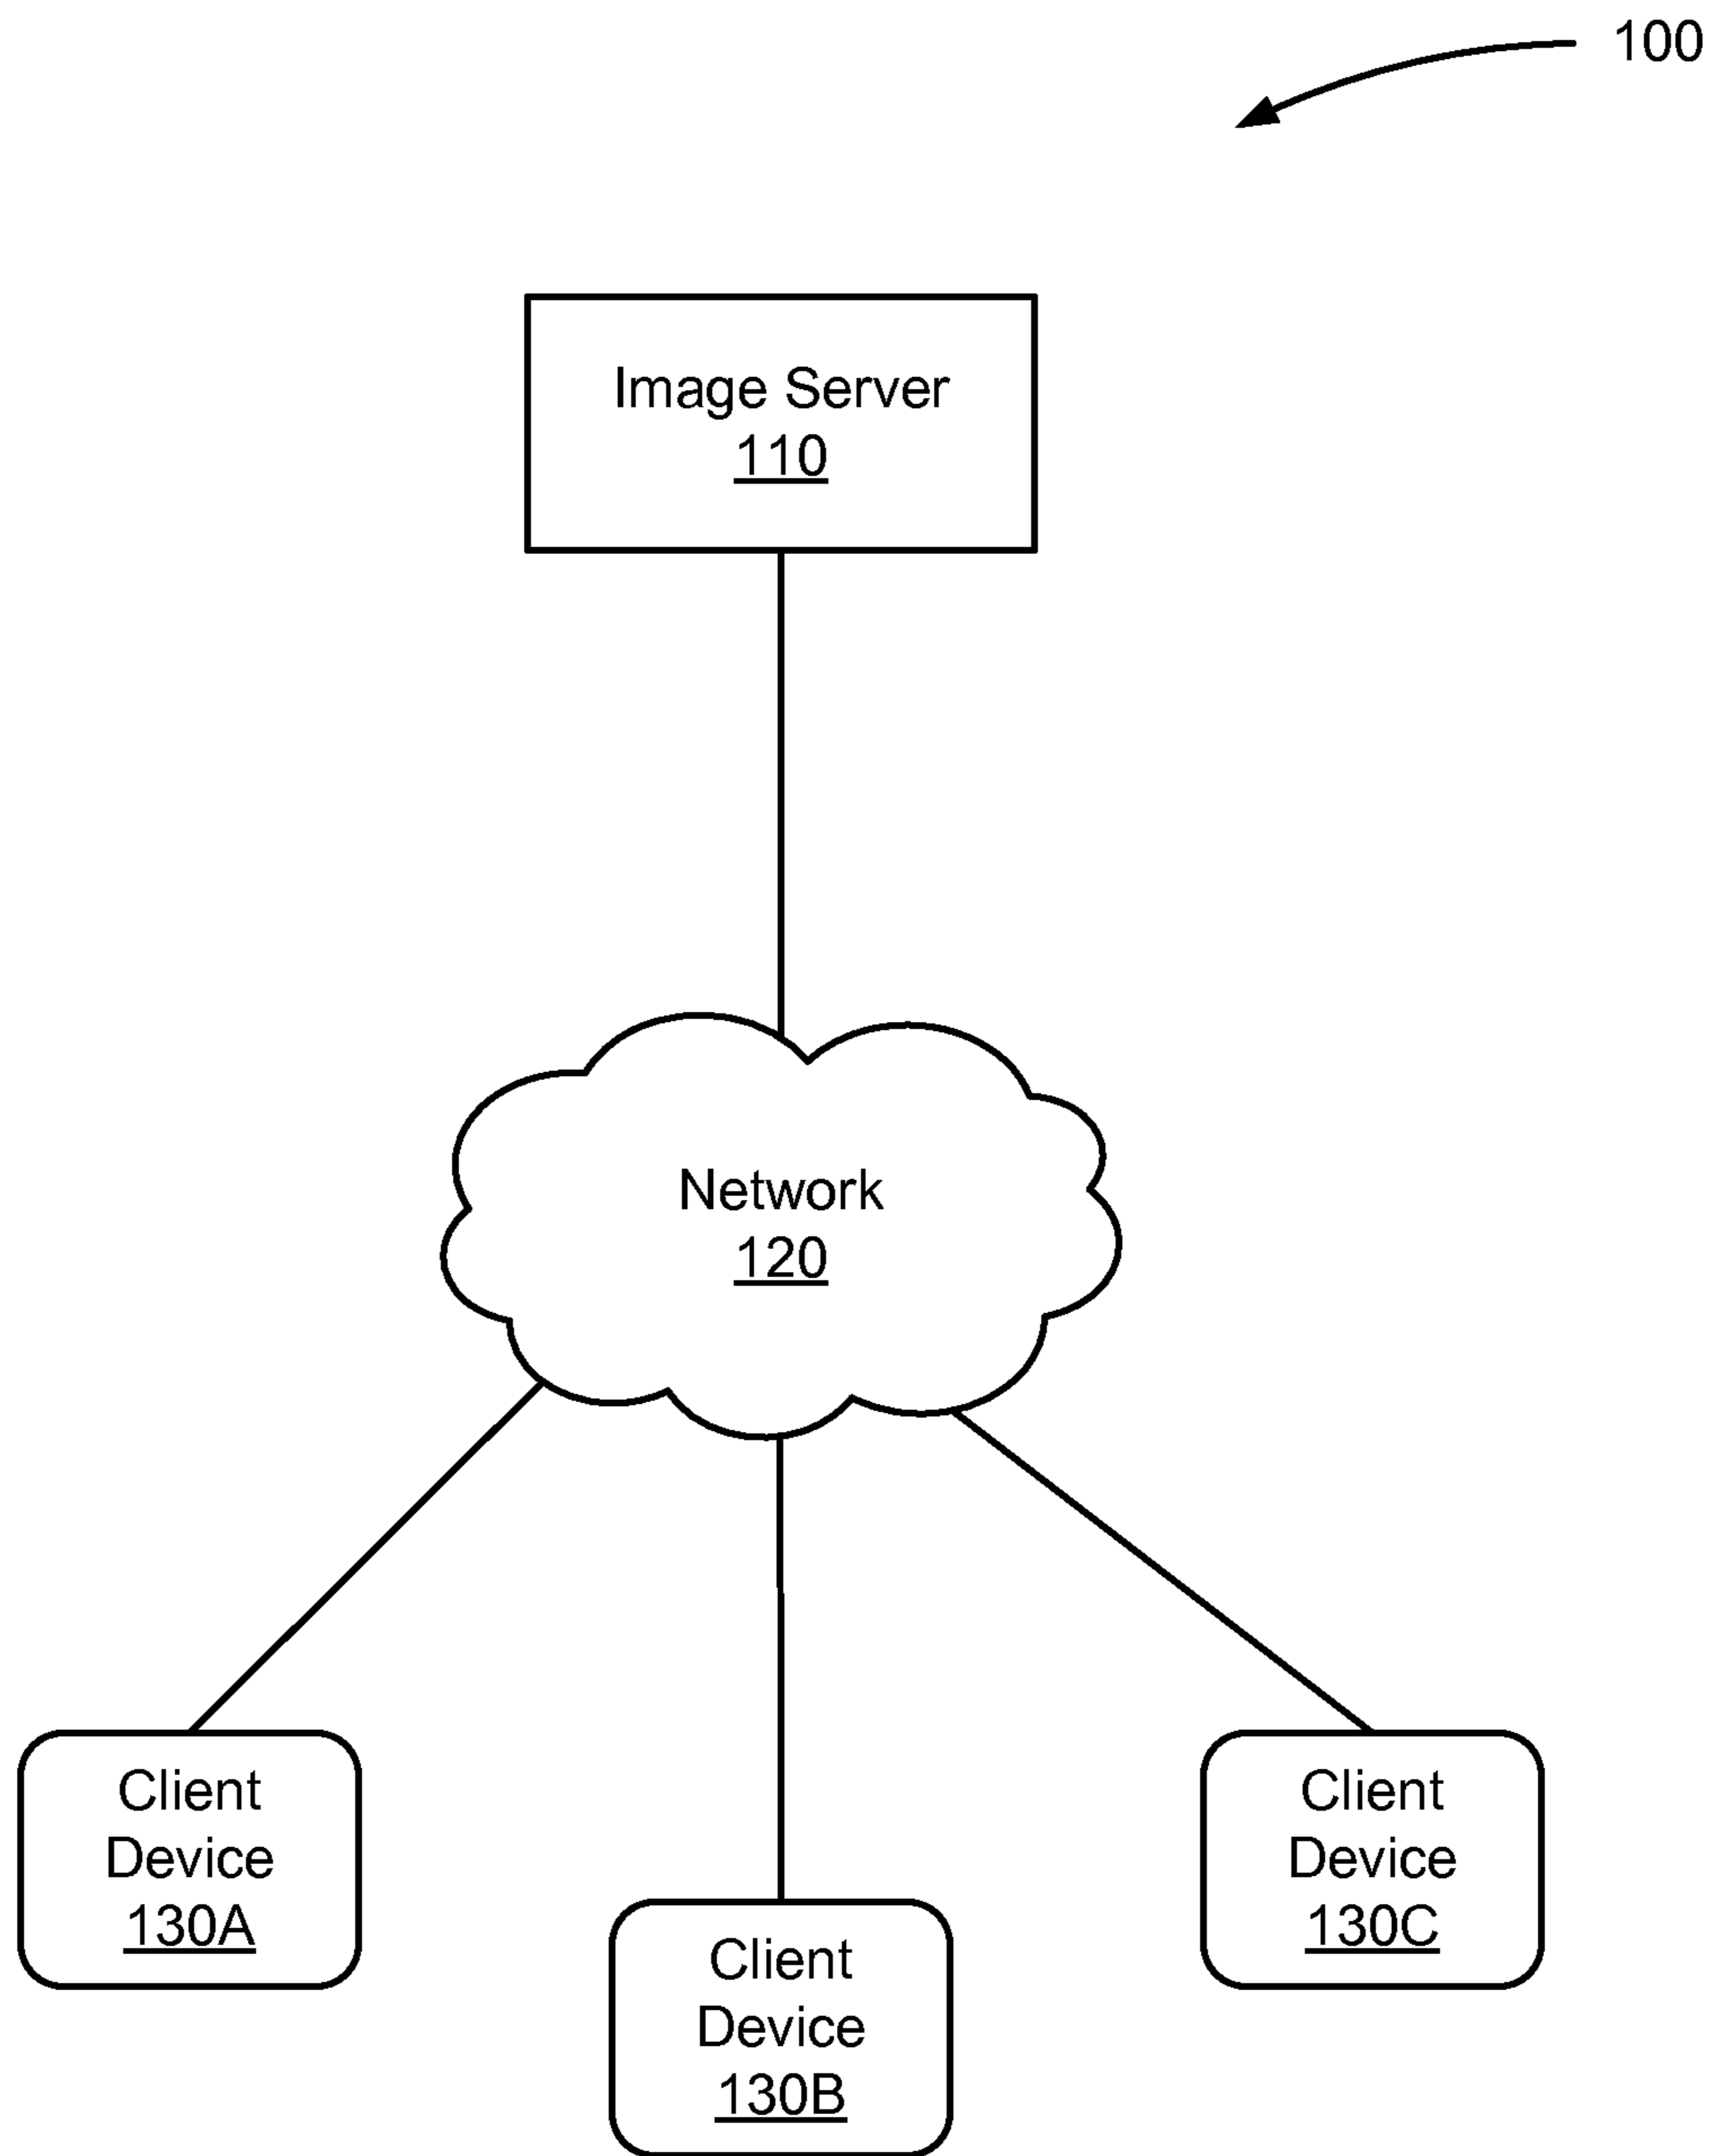 100
Image Server
110
Network
120
Client
Device
130A
Client
Device
130B
Client
Device
130C